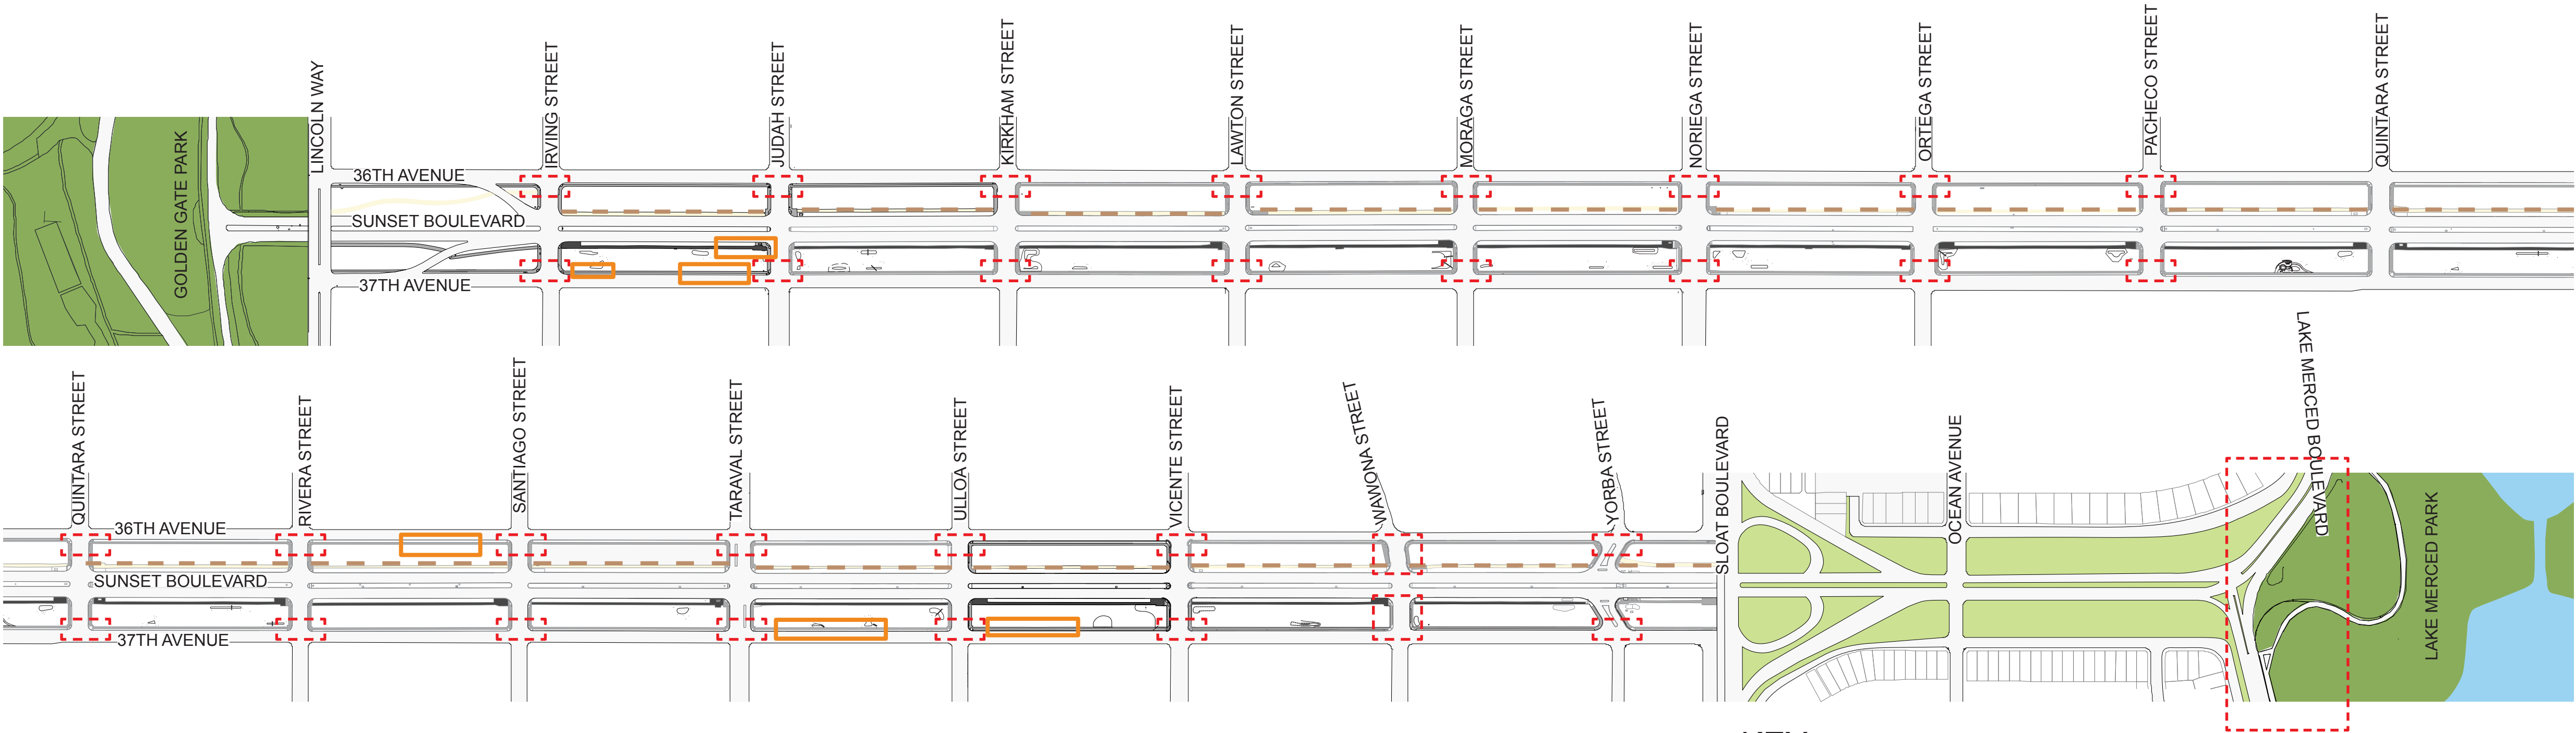 LINCOLN WAY
IRVING STREET
JUDAH STREET
KIRKHAM STREET
LAWTON STREET
MORAGA STREET
NORIEGA STREET
ORTEGA STREET
PACHECO STREET
QUINTARA STREET
GOLDEN GATE PARK
36TH AVENUE
SUNSET BOULEVARD
37TH AVENUE
QUINTARA STREET
RIVERA STREET
SANTIAGO STREET
TARAVAL STREET
ULLOA STREET
VICENTE STREET
WAWONA STREET
YORBA STREET
SLOAT BOULEVARD
OCEAN AVENUE
LAKE MERCED BOULEVARD
LAKE MERCED PARK
36TH AVENUE
SUNSET BOULEVARD
37TH AVENUE